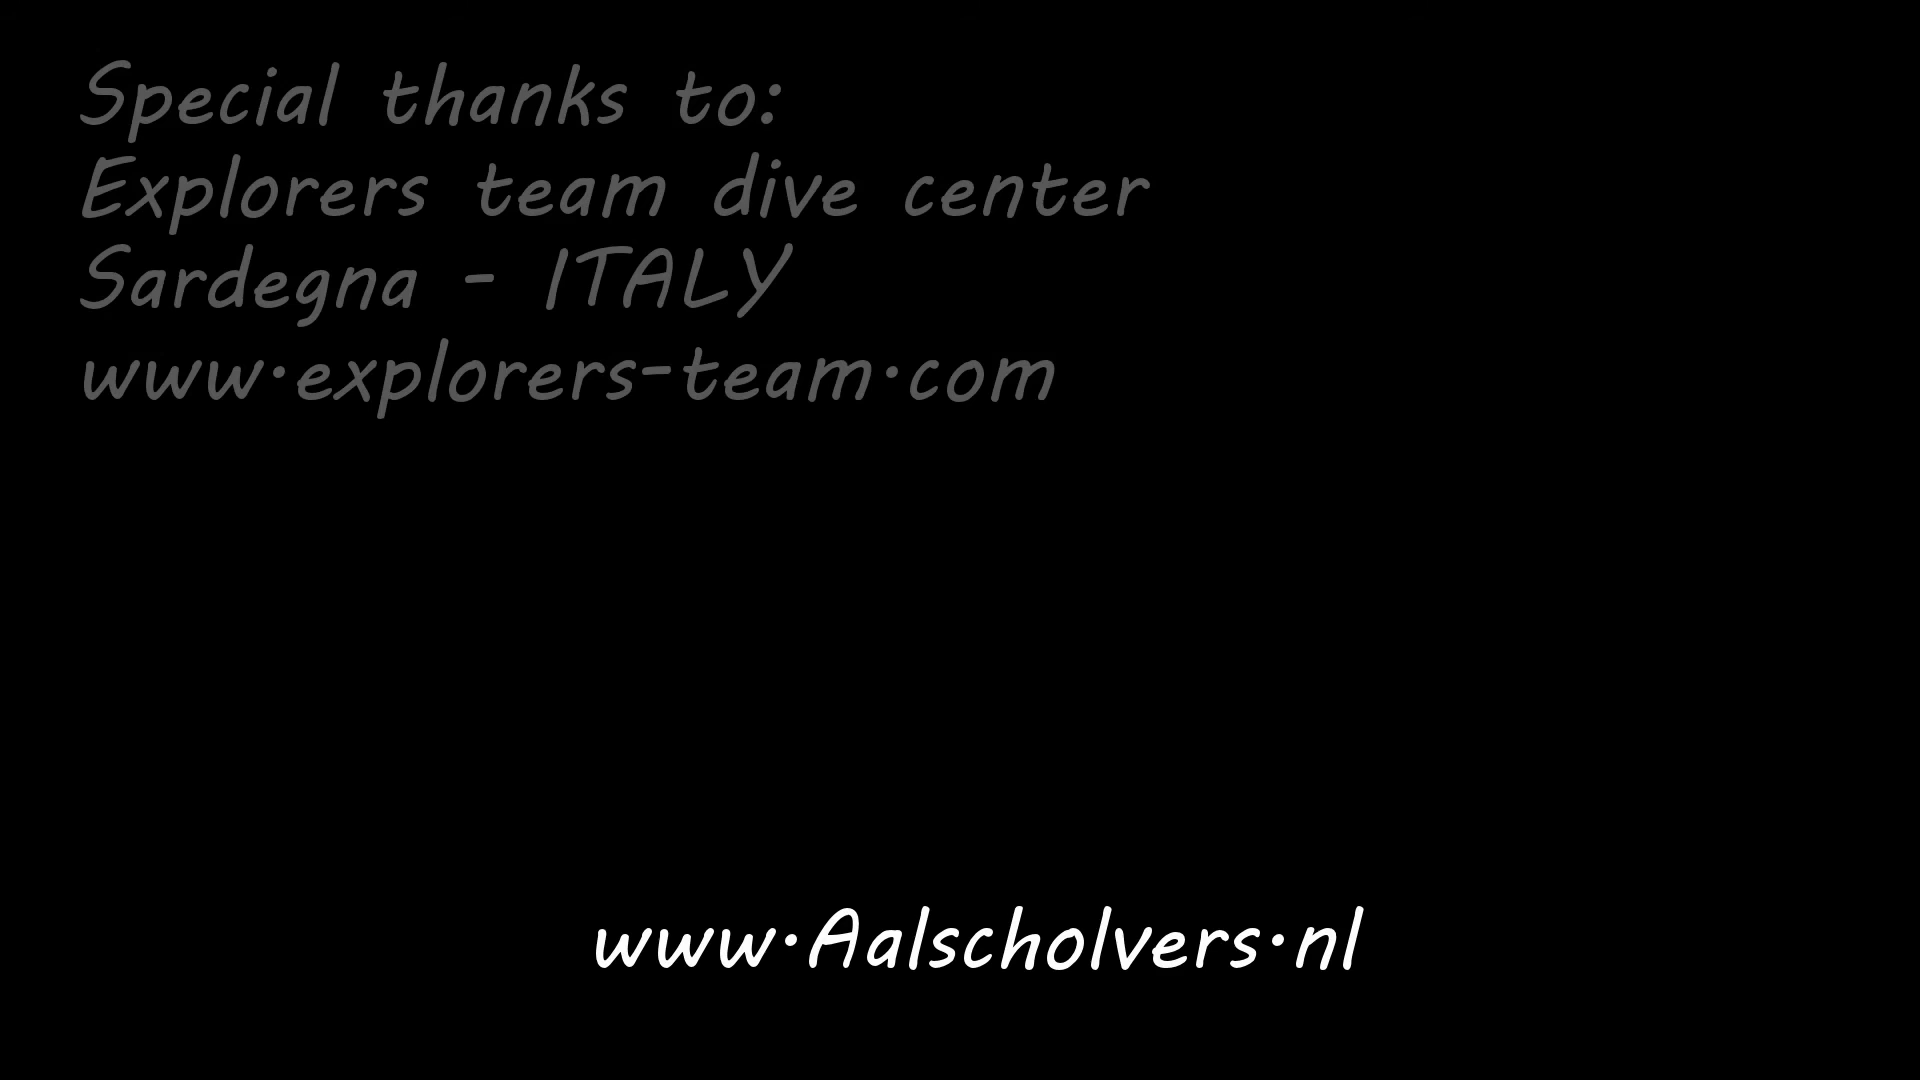 Special thanks to:
Explorers team dive center
Sardegna - ITALY
www.explorers-team.com
www.Aalscholvers.nl